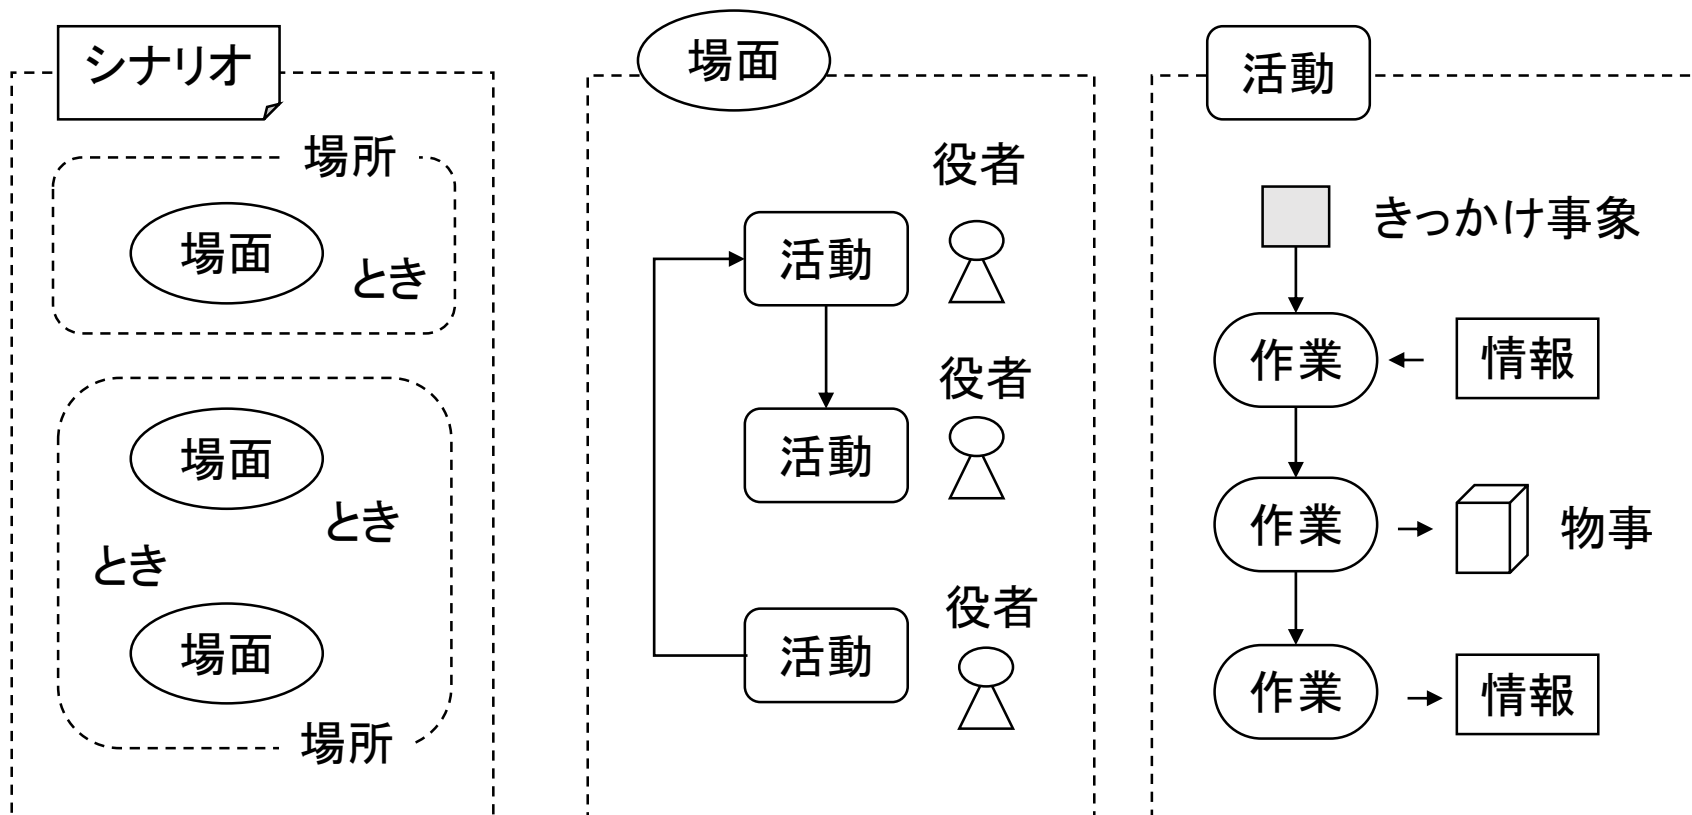 シナリオ
場所
場面
とき
場面
とき
とき
場面
場所
場面
役者
活動
役者
活動
役者
活動
活動
きっかけ事象
作業
情報
作業
物事
作業
情報